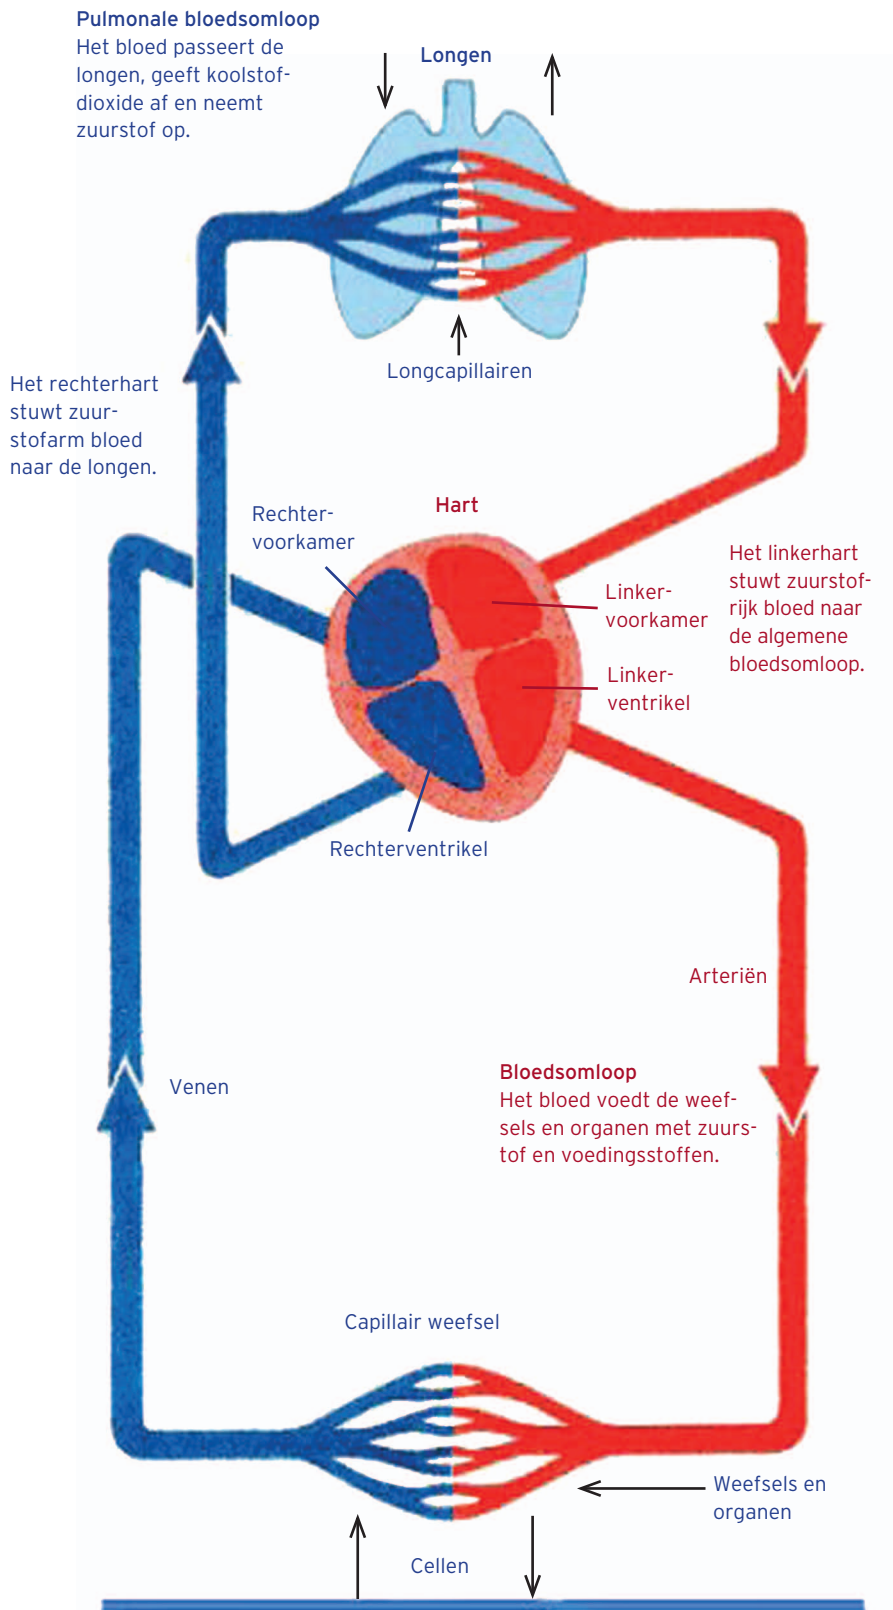 Pulmonale bloedsomloop
Het bloed passeert de
longen, geeft koolstof-
dioxide af en neemt
zuurstof op.
Longen
Longcapillairen
Het rechterhart
stuwt zuur-
stofarm bloed
naar de longen.
Rechter-
voorkamer
Hart
Linker-
voorkamer
Het linkerhart
stuwt zuurstof-
rijk bloed naar
de algemene
bloedsomloop.
Linker-
ventrikel
Rechterventrikel
Arteriën
Venen
Bloedsomloop
Het bloed voedt de weef-
sels en organen met zuurs-
tof en voedingsstoffen.
Capillair weefsel
Weefsels en
organen
Cellen